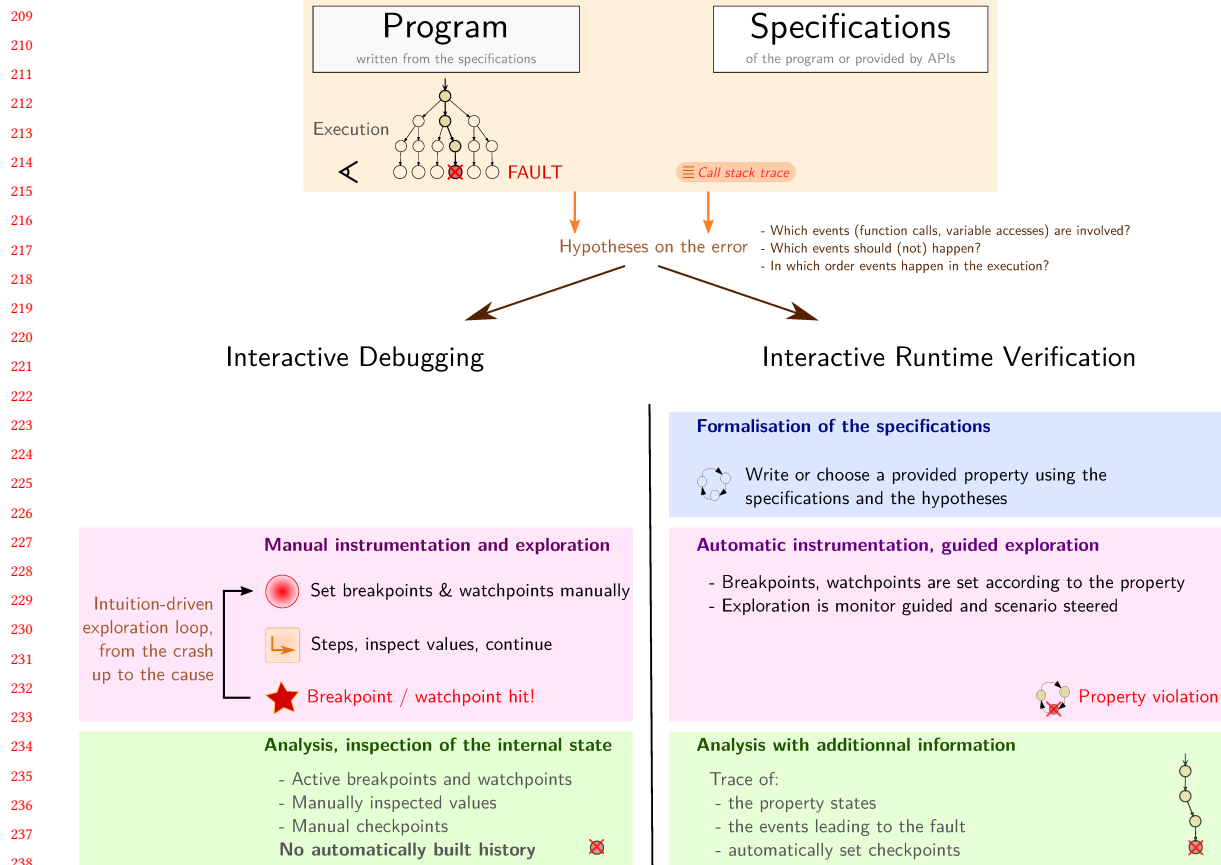 209
210
211
212
213
214
215
216
217
218
219
220
221
222
223
224
225
226
227
228
229
230
231
232
233
234
235
236
237
238
Program
written from the specifications
Specifications
of the program or provided by APIs
Execution
FAULT
Call stack trace
Hypotheses on the error
- Which events (function calls, variable accesses) are involved?
- Which events should (not) happen?
- In which order events happen in the execution?
Interactive Debugging
Manual instrumentation and exploration
Intuition-driven
exploration loop,
from the crash
up to the cause
Set breakpoints & watchpoints manually
Steps, inspect values, continue
Breakpoint / watchpoint hit!
Analysis, inspection of the internal state
- Active breakpoints and watchpoints
- Manually inspected values
- Manual checkpoints
No automatically built history
Interactive Runtime Verification
Formalisation of the specifications
Write or choose a provided property using the
specifications and the hypotheses
Automatic instrumentation, guided exploration
- Breakpoints, watchpoints are set according to the property
- Exploration is monitor guided and scenario steered
Property violation
Analysis with additionnal information
Trace of:
- the property states
- the events leading to the fault
- automatically set checkpoints